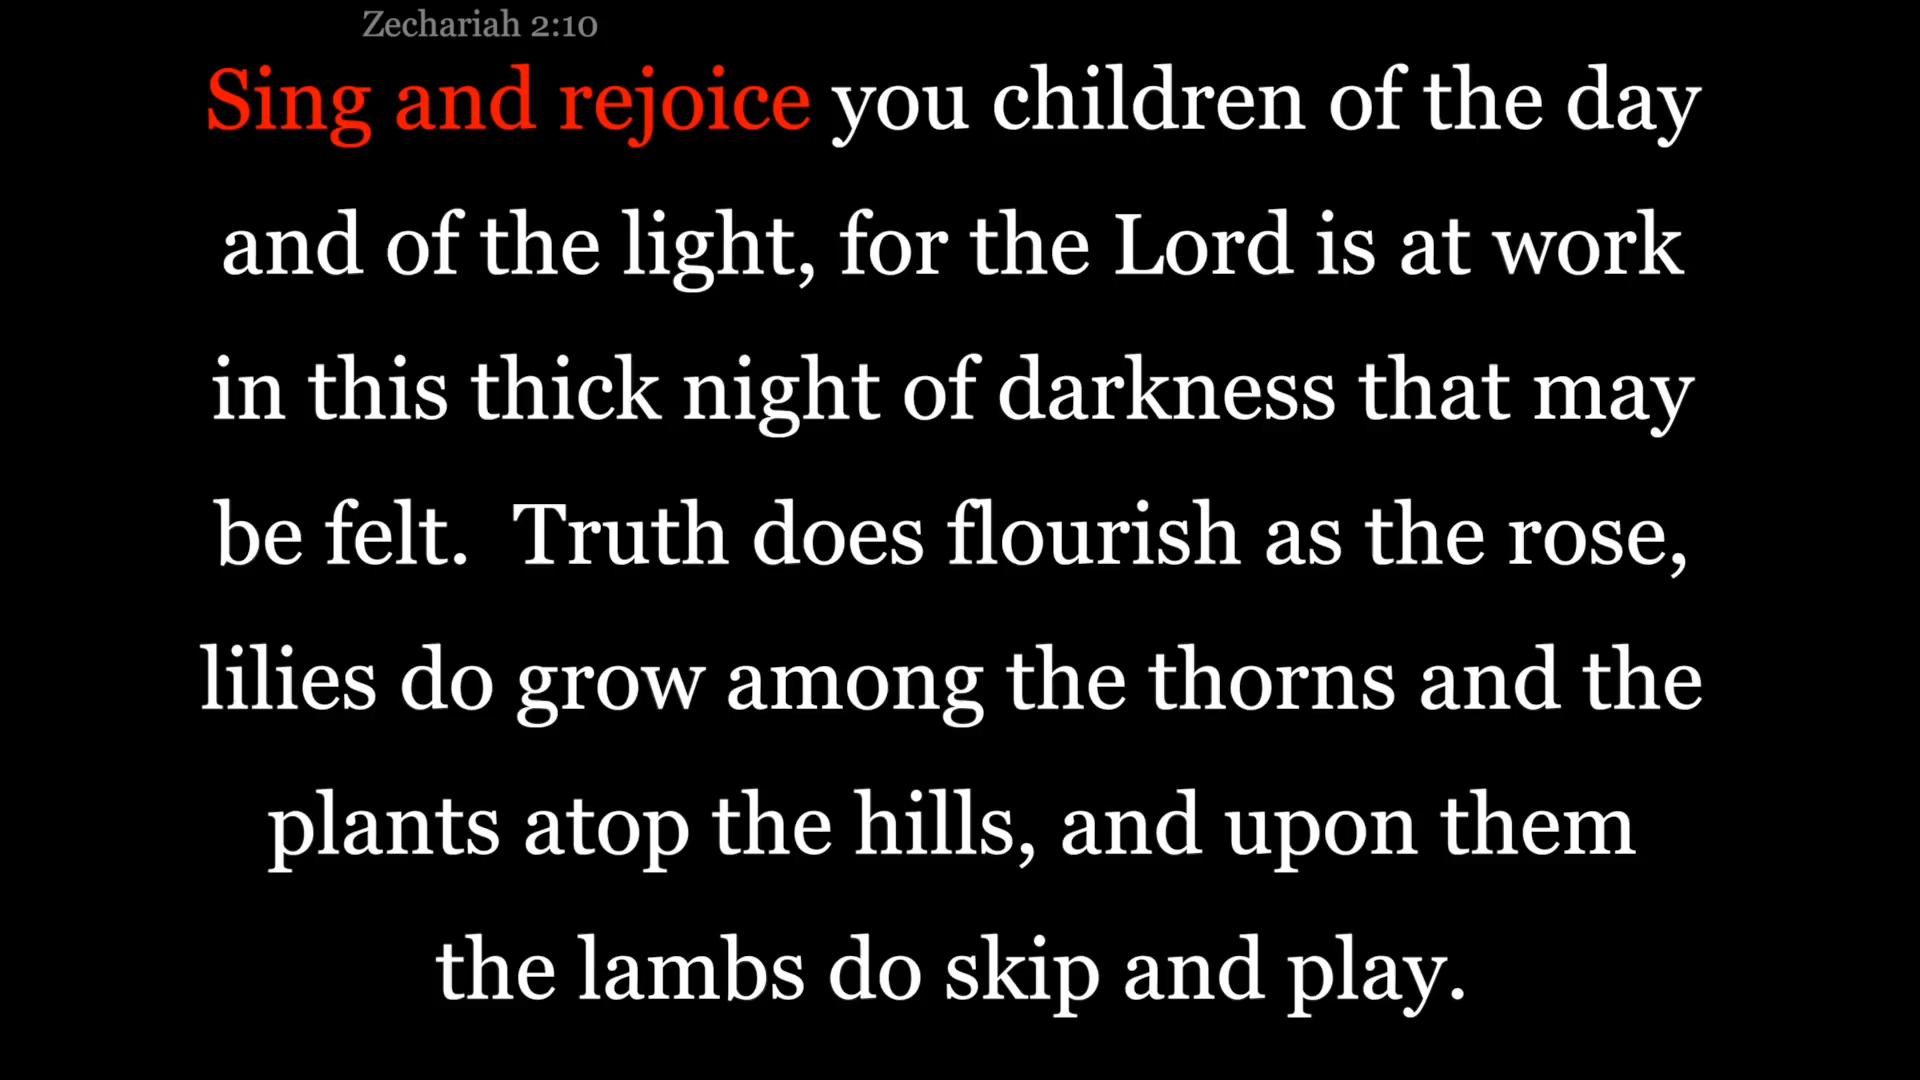 Zechariah 2:10
Sing and rejoice you children of the day
and of the light, for the Lord is at work
in this thick night of darkness that may
be felt.  Truth does flourish as the rose,
lilies do grow among the thorns and the
plants atop the hills, and upon them
the lambs do skip and play.